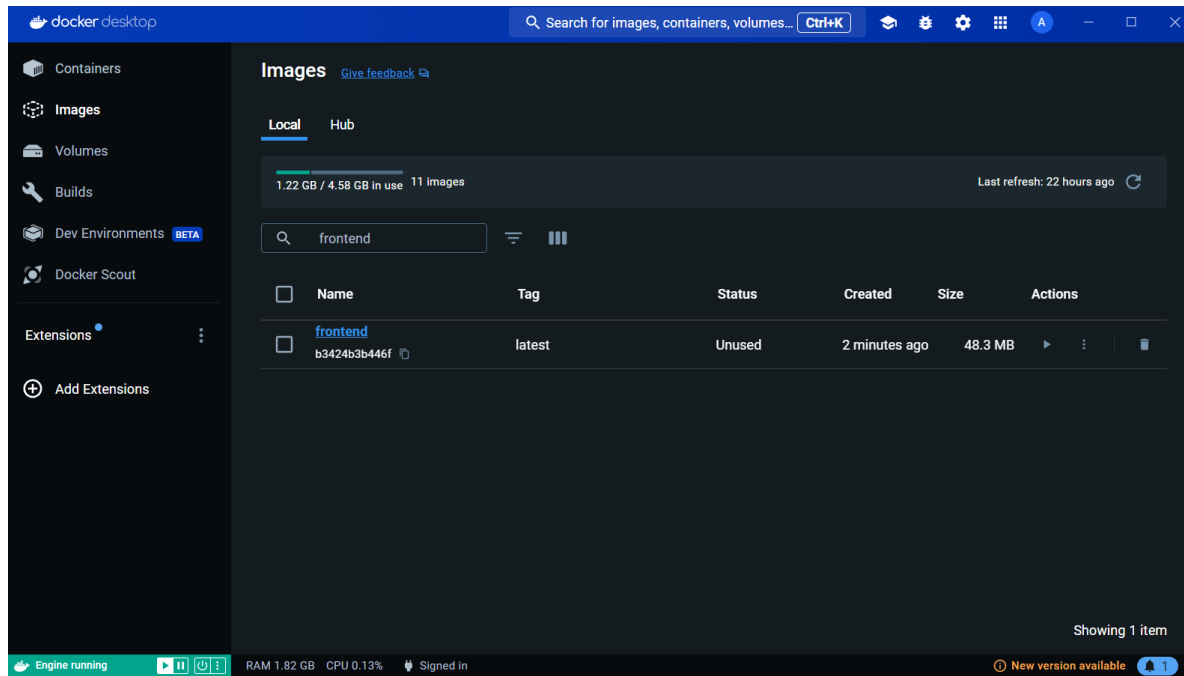 docker desktop
Search for images, containers, volumes... Ctrl+K
A
Containers
Images
Volumes
Builds
Dev Environments BETA
Docker Scout
Extensions
Add Extensions
Images Give feedback
Local Hub
1.22 GB / 4.58 GB in use 11 images Last refresh: 22 hours ago
frontend
Name Tag Status Created Size Actions
frontend
b3424b3b446f
latest Unused 2 minutes ago 48.3 MB
Showing 1 item
Engine running RAM 1.82 GB CPU 0.13% Signed in New version available 1